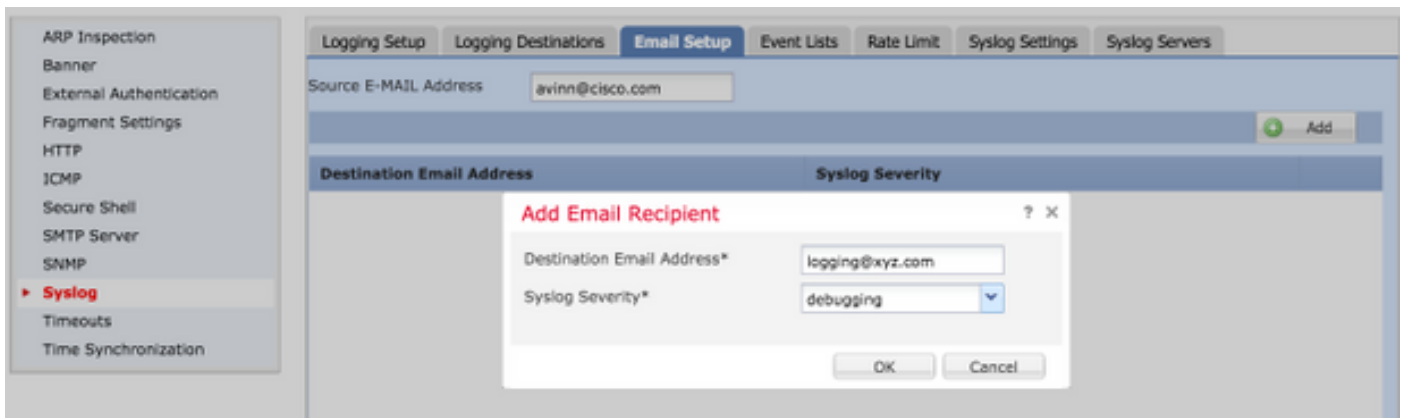 ARP Inspection
Banner
External Authentication
Fragment Settings
HTTP
ICMP
Secure Shell
SMTP Server
SNMP
Syslog
Timeouts
Time Synchronization
Logging Setup Logging Destinations Email Setup Event Lists Rate Limit Syslog Settings Syslog Servers
Source E-MAIL Address avinn@cisco.com
Add
Destination Email Address Syslog Severity
Add Email Recipient ? ×
Destination Email Address* logging@xyz.com
Syslog Severity* debugging
OK Cancel